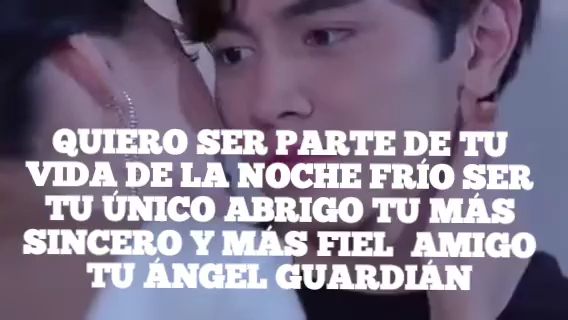 QUIERO SER PARTE DE TU
VIDA DE LA NOCHE FRÍO SER
TU ÚNICO ABRIGO TU MÁS
SINCERO Y MÁS FIEL AMIGO
TU ÁNGEL GUARDIÁN